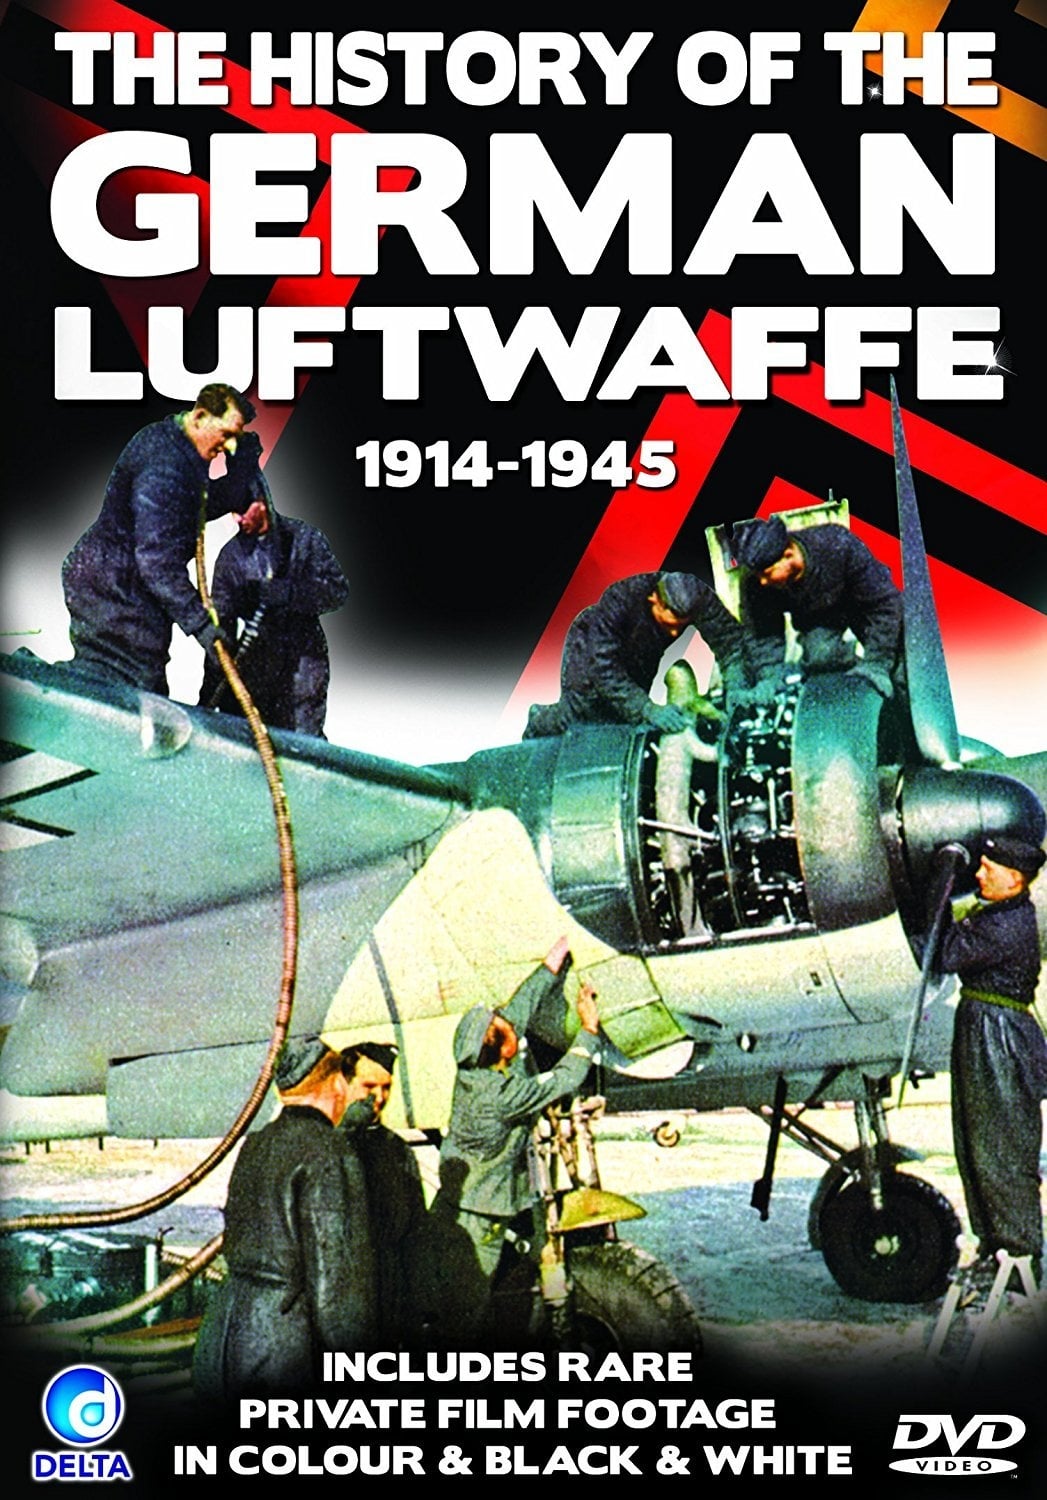 THE HISTORY OF THE
GERMAN
LUFTWAFFE
1914-1945
INCLUDES RARE
PRIVATE FILM FOOTAGE
IN COLOUR & BLACK & WHITE
d
DELTA
DVD
VIDEO
™